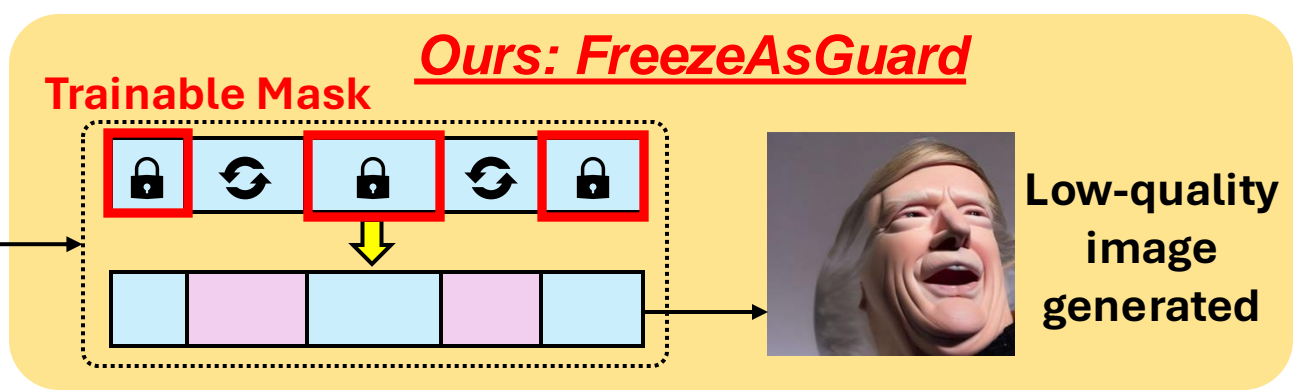 Ours: FreezeAsGuard
Trainable Mask
Low-quality
image
generated